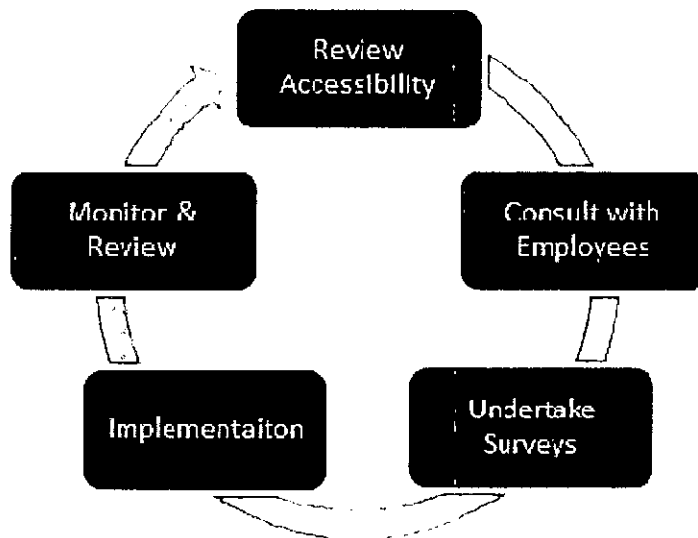 Review
Accessibility
Consult with
Employees
Undertake
Surveys
Implementaiton
Monitor &
Review